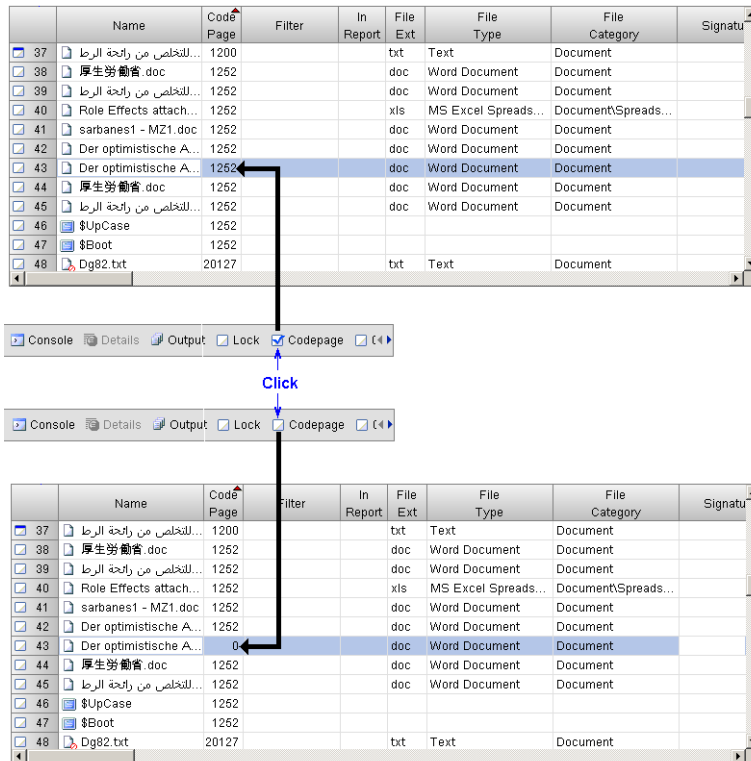 Name Code Page Filter In Report File Ext File Type File Category Signatu
37 للتخلص من رائحة الرط... 1200 txt Text Document
38 厚生労働省.doc 1252 doc Word Document Document
39 للتخلص من رائحة الرط... 1252 doc Word Document Document
40 Role Effects attach... 1252 xls MS Excel Spreads... Document\Spreads...
41 sarbanes1 - MZ1.doc 1252 doc Word Document Document
42 Der optimistische A... 1252 doc Word Document Document
43 Der optimistische A... 1252 doc Word Document Document
44 厚生労働省.doc 1252 doc Word Document Document
45 للتخلص من رائحة الرط... 1252 doc Word Document Document
46 $UpCase 1252
47 $Boot 1252
48 Dg82.txt 20127 txt Text Document
Console Details Output Lock Codepage
Click
Console Details Output Lock Codepage
Name Code Page Filter In Report File Ext File Type File Category Signatu
37 للتخلص من رائحة الرط... 1200 txt Text Document
38 厚生労働省.doc 1252 doc Word Document Document
39 للتخلص من رائحة الرط... 1252 doc Word Document Document
40 Role Effects attach... 1252 xls MS Excel Spreads... Document\Spreads...
41 sarbanes1 - MZ1.doc 1252 doc Word Document Document
42 Der optimistische A... 1252 doc Word Document Document
43 Der optimistische A... 0 doc Word Document Document
44 厚生労働省.doc 1252 doc Word Document Document
45 للتخلص من رائحة الرط... 1252 doc Word Document Document
46 $UpCase 1252
47 $Boot 1252
48 Dg82.txt 20127 txt Text Document